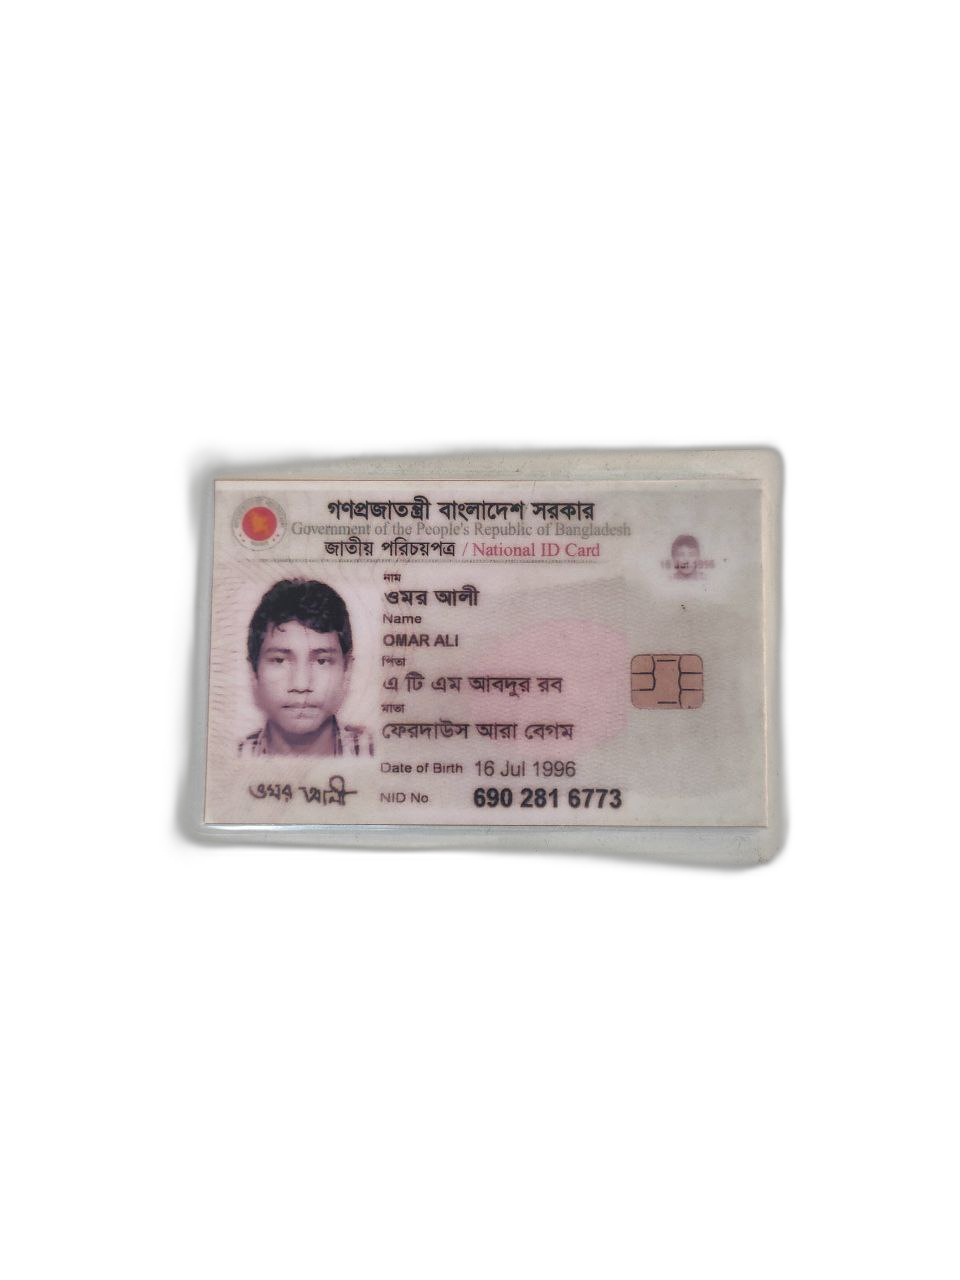 গণপ্রজাতন্ত্রী বাংলাদেশ সরকার
Government of the People's Republic of Bangladesh
জাতীয় পরিচয়পত্র / National ID Card
16 Jul 1996
নাম
ওমর আলী
Name
OMAR ALI
পিতা
এ টি এম আবদুর রব
মাতা
ফেরদাউস আরা বেগম
Date of Birth 16 Jul 1996
ওমর আলী
NID No 690 281 6773